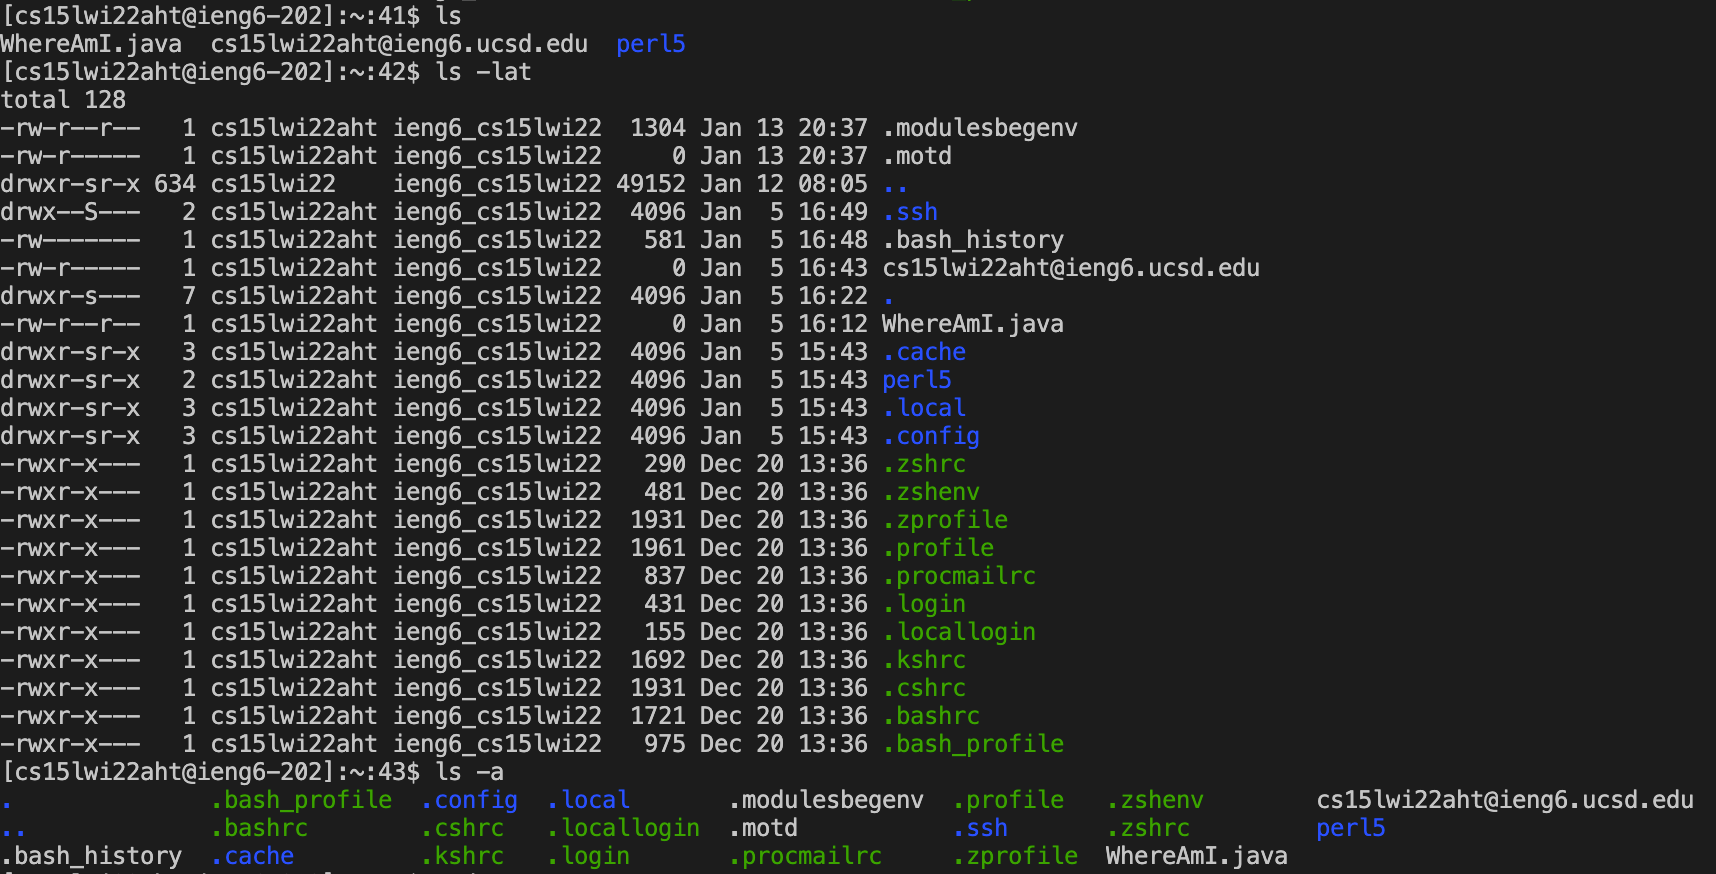 [cs15lwi22aht@ieng6-202]:~:41$ ls
WhereAmI.java  cs15lwi22aht@ieng6.ucsd.edu  perl5
[cs15lwi22aht@ieng6-202]:~:42$ ls -lat
total 128
-rw-r--r--   1 cs15lwi22aht ieng6_cs15lwi22  1304 Jan 13 20:37 .modulesbegenv
-rw-r-----   1 cs15lwi22aht ieng6_cs15lwi22     0 Jan 13 20:37 .motd
drwxr-sr-x 634 cs15lwi22    ieng6_cs15lwi22 49152 Jan 12 08:05 ..
drwx--S---   2 cs15lwi22aht ieng6_cs15lwi22  4096 Jan  5 16:49 .ssh
-rw-------   1 cs15lwi22aht ieng6_cs15lwi22   581 Jan  5 16:48 .bash_history
-rw-r-----   1 cs15lwi22aht ieng6_cs15lwi22     0 Jan  5 16:43 cs15lwi22aht@ieng6.ucsd.edu
drwxr-s---   7 cs15lwi22aht ieng6_cs15lwi22  4096 Jan  5 16:22 .
-rw-r--r--   1 cs15lwi22aht ieng6_cs15lwi22     0 Jan  5 16:12 WhereAmI.java
drwxr-sr-x   3 cs15lwi22aht ieng6_cs15lwi22  4096 Jan  5 15:43 .cache
drwxr-sr-x   2 cs15lwi22aht ieng6_cs15lwi22  4096 Jan  5 15:43 perl5
drwxr-sr-x   3 cs15lwi22aht ieng6_cs15lwi22  4096 Jan  5 15:43 .local
drwxr-sr-x   3 cs15lwi22aht ieng6_cs15lwi22  4096 Jan  5 15:43 .config
-rwxr-x---   1 cs15lwi22aht ieng6_cs15lwi22   290 Dec 20 13:36 .zshrc
-rwxr-x---   1 cs15lwi22aht ieng6_cs15lwi22   481 Dec 20 13:36 .zshenv
-rwxr-x---   1 cs15lwi22aht ieng6_cs15lwi22  1931 Dec 20 13:36 .zprofile
-rwxr-x---   1 cs15lwi22aht ieng6_cs15lwi22  1961 Dec 20 13:36 .profile
-rwxr-x---   1 cs15lwi22aht ieng6_cs15lwi22   837 Dec 20 13:36 .procmailrc
-rwxr-x---   1 cs15lwi22aht ieng6_cs15lwi22   431 Dec 20 13:36 .login
-rwxr-x---   1 cs15lwi22aht ieng6_cs15lwi22   155 Dec 20 13:36 .locallogin
-rwxr-x---   1 cs15lwi22aht ieng6_cs15lwi22  1692 Dec 20 13:36 .kshrc
-rwxr-x---   1 cs15lwi22aht ieng6_cs15lwi22  1931 Dec 20 13:36 .cshrc
-rwxr-x---   1 cs15lwi22aht ieng6_cs15lwi22  1721 Dec 20 13:36 .bashrc
-rwxr-x---   1 cs15lwi22aht ieng6_cs15lwi22   975 Dec 20 13:36 .bash_profile
[cs15lwi22aht@ieng6-202]:~:43$ ls -a
.              .bash_profile  .config  .local       .modulesbegenv  .profile   .zshenv        cs15lwi22aht@ieng6.ucsd.edu
..             .bashrc        .cshrc   .locallogin  .motd           .ssh       .zshrc         perl5
.bash_history  .cache         .kshrc   .login       .procmailrc     .zprofile  WhereAmI.java